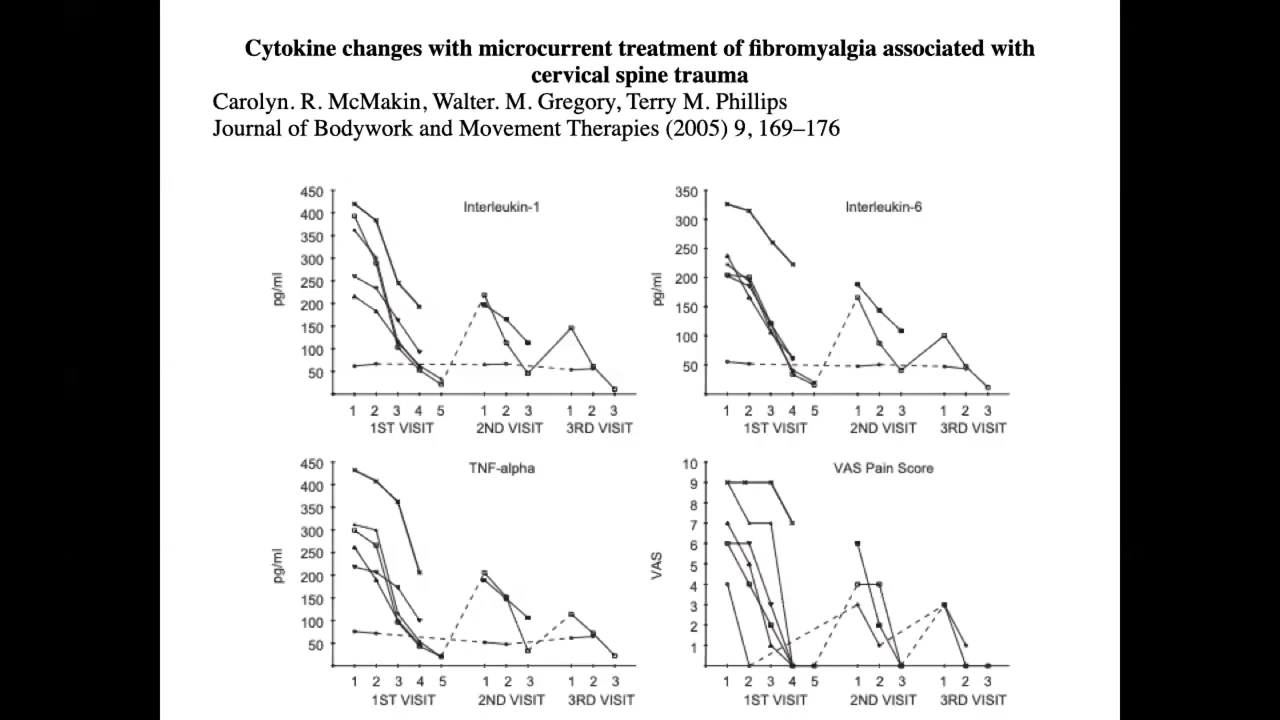 Cytokine changes with microcurrent treatment of fibromyalgia associated with
cervical spine trauma
Carolyn. R. McMakin, Walter. M. Gregory, Terry M. Phillips
Journal of Bodywork and Movement Therapies (2005) 9, 169–176
Interleukin-1
pg/ml
450
400
350
300
250
200
150
100
50
1 2 3 4 5 1 2 3 1 2 3
1ST VISIT 2ND VISIT 3RD VISIT
Interleukin-6
pg/ml
350
300
250
200
150
100
50
1 2 3 4 5 1 2 3 1 2 3
1ST VISIT 2ND VISIT 3RD VISIT
TNF-alpha
pg/ml
450
400
350
300
250
200
150
100
50
1 2 3 4 5 1 2 3 1 2 3
1ST VISIT 2ND VISIT 3RD VISIT
VAS Pain Score
VAS
10
9
8
7
6
5
4
3
2
1
1 2 3 4 5 1 2 3 1 2 3
1ST VISIT 2ND VISIT 3RD VISIT